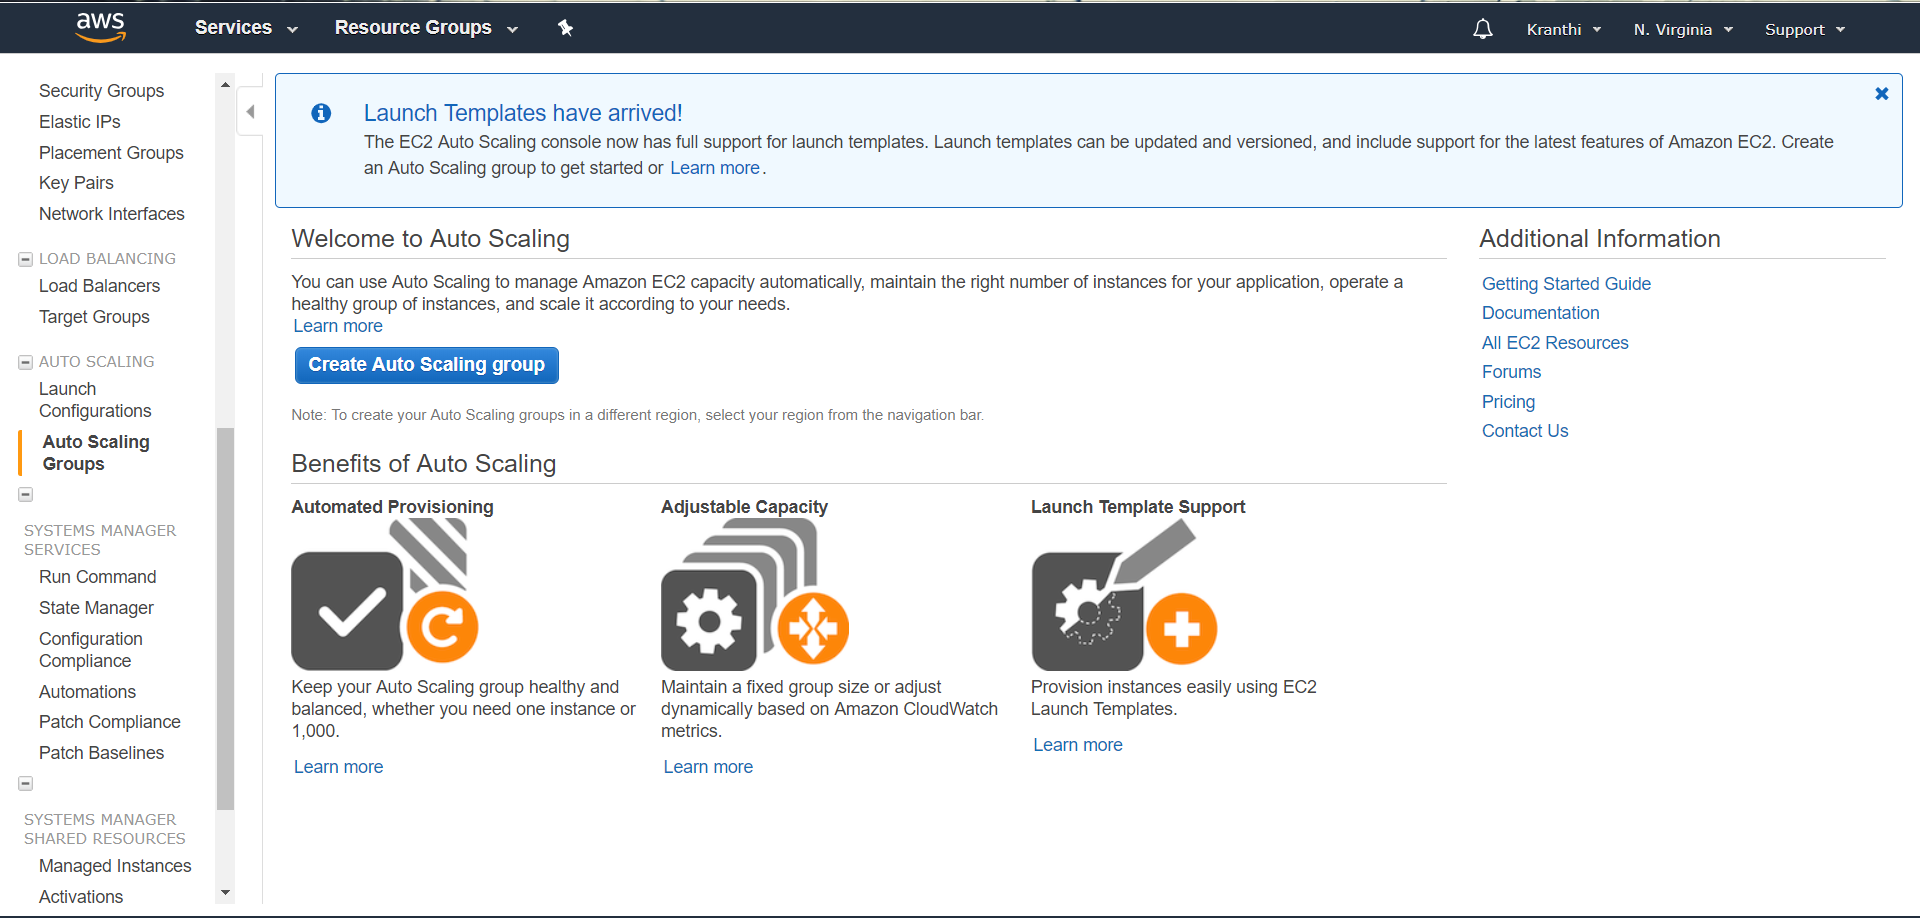 aws
Services
Resource Groups
Kranthi
N. Virginia
Support
Security Groups
Elastic IPs
Placement Groups
Key Pairs
Network Interfaces
LOAD BALANCING
Load Balancers
Target Groups
AUTO SCALING
Launch
Configurations
Auto Scaling
Groups
SYSTEMS MANAGER
SERVICES
Run Command
State Manager
Configuration
Compliance
Automations
Patch Compliance
Patch Baselines
SYSTEMS MANAGER
SHARED RESOURCES
Managed Instances
Activations
Launch Templates have arrived!
The EC2 Auto Scaling console now has full support for launch templates. Launch templates can be updated and versioned, and include support for the latest features of Amazon EC2. Create
an Auto Scaling group to get started or Learn more.
Welcome to Auto Scaling
You can use Auto Scaling to manage Amazon EC2 capacity automatically, maintain the right number of instances for your application, operate a
healthy group of instances, and scale it according to your needs.
Learn more
Create Auto Scaling group
Note: To create your Auto Scaling groups in a different region, select your region from the navigation bar.
Benefits of Auto Scaling
Automated Provisioning
Keep your Auto Scaling group healthy and
balanced, whether you need one instance or
1,000.
Learn more
Adjustable Capacity
Maintain a fixed group size or adjust
dynamically based on Amazon CloudWatch
metrics.
Learn more
Launch Template Support
Provision instances easily using EC2
Launch Templates.
Learn more
Additional Information
Getting Started Guide
Documentation
All EC2 Resources
Forums
Pricing
Contact Us